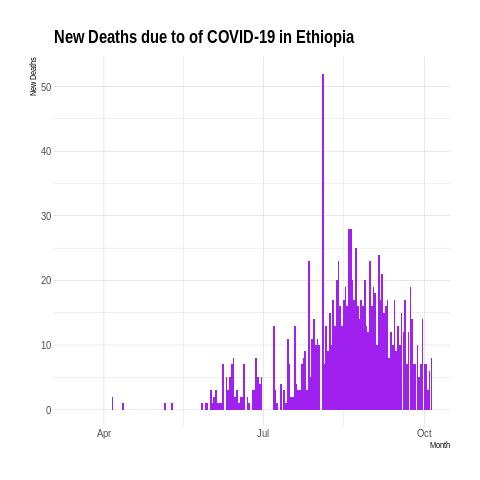 New Deaths due to of COVID-19 in Ethiopia
New Deaths
50
40
30
20
10
0
Apr
Jul
Oct
Month